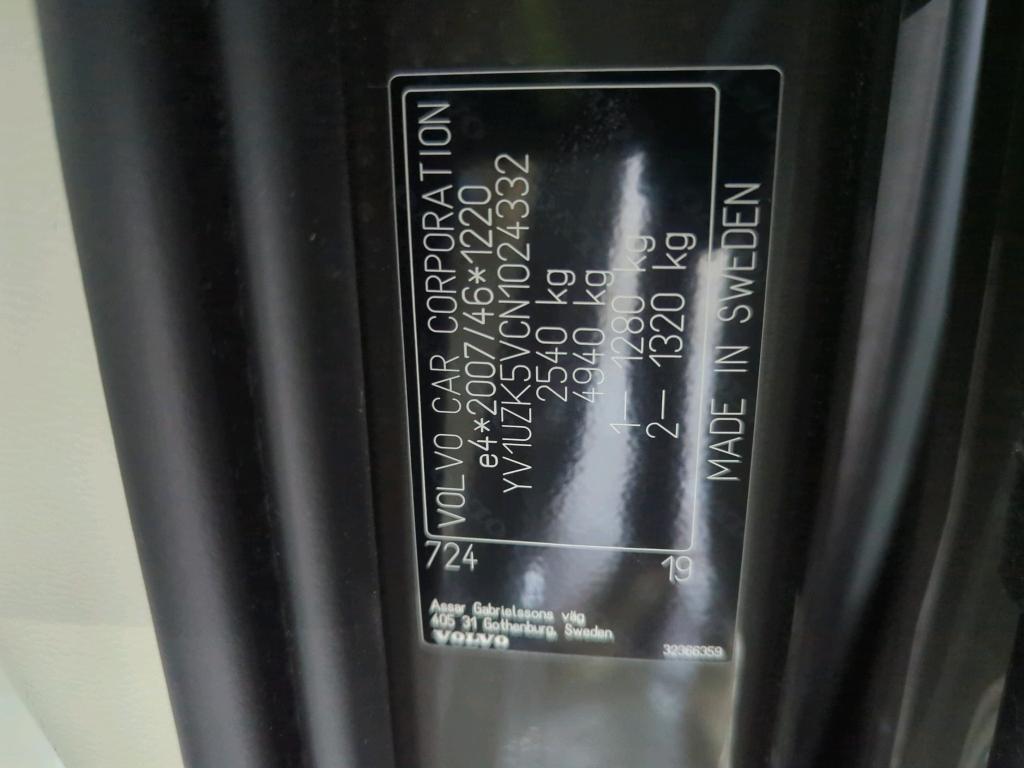 VOLVO CAR CORPORATION
e4*2007/46*1220
YV1UZK5VCN1024332
2540 kg
4940 kg
1— 1280 kg
2— 1320 kg
MADE IN SWEDEN
724
19
Assar Gabrielssons väg
405 31 Gothenburg, Sweden
VOLVO
32366359